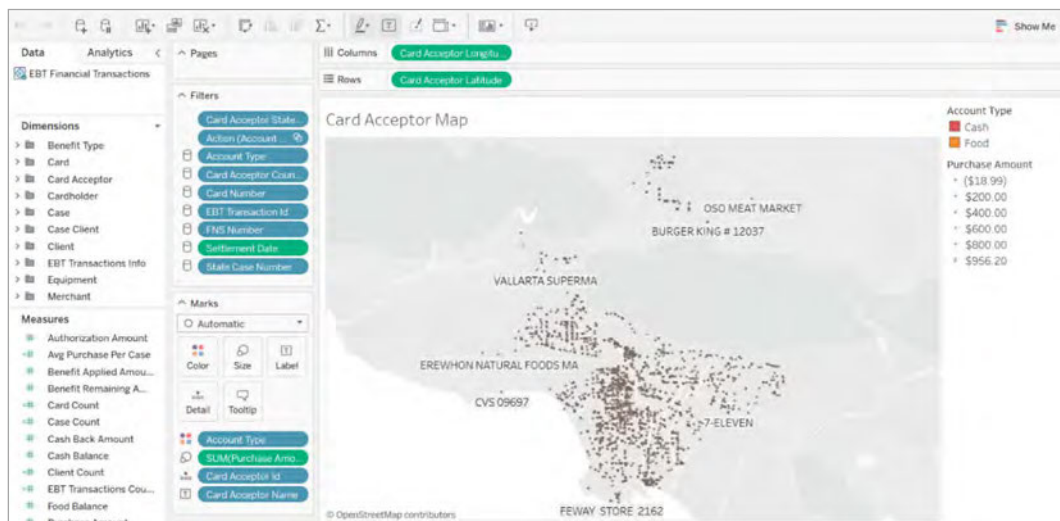 Show Me
Data Analytics
EBT Financial Transactions
Dimensions
Benefit Type
Card
Card Acceptor
Cardholder
Case
Case Client
Client
EBT Transactions Info
Equipment
Merchant
Measures
Authorization Amount
Avg Purchase Per Case
Benefit Applied Amou...
Benefit Remaining A...
Card Count
Case Count
Cash Back Amount
Cash Balance
Client Count
EBT Transactions Cou...
Food Balance
Pages
Filters
Card Acceptor State...
Action (Account ...
Account Type
Card Acceptor Coun...
Card Number
EBT Transaction Id
FNS Number
Settlement Date
State Case Number
Marks
Automatic
Color Size Label
Detail Tooltip
Account Type
SUM(Purchase Amo...
Card Acceptor Id
Card Acceptor Name
Columns Card Acceptor Longitu...
Rows Card Acceptor Latitude
Card Acceptor Map
OSO MEAT MARKET
BURGER KING # 12037
VALLARTA SUPERMA
EREWHON NATURAL FOODS MA
CVS 09697
7-ELEVEN
FEWAY STORE 2162
© OpenStreetMap contributors
Account Type
Cash
Food
Purchase Amount
($18.99)
$200.00
$400.00
$600.00
$800.00
$956.20